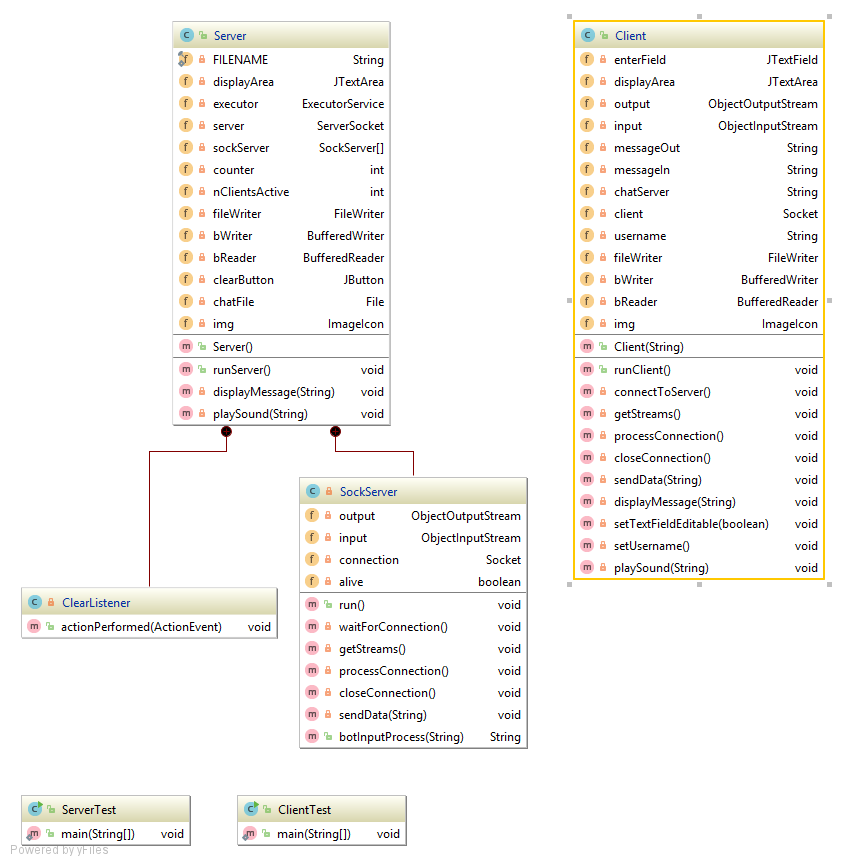 Server
FILENAME String
displayArea JTextArea
executor ExecutorService
server ServerSocket
sockServer SockServer[]
counter int
nClientsActive int
fileWriter FileWriter
bWriter BufferedWriter
bReader BufferedReader
clearButton JButton
chatFile File
img ImageIcon
Server()
runServer() void
displayMessage(String) void
playSound(String) void
Client
enterField JTextField
displayArea JTextArea
output ObjectOutputStream
input ObjectInputStream
messageOut String
messageIn String
chatServer String
client Socket
username String
fileWriter FileWriter
bWriter BufferedWriter
bReader BufferedReader
img ImageIcon
Client(String)
runClient() void
connectToServer() void
getStreams() void
processConnection() void
closeConnection() void
sendData(String) void
displayMessage(String) void
setTextFieldEditable(boolean) void
setUsername() void
playSound(String) void
SockServer
output ObjectOutputStream
input ObjectInputStream
connection Socket
alive boolean
run() void
waitForConnection() void
getStreams() void
processConnection() void
closeConnection() void
sendData(String) void
botInputProcess(String) String
ClearListener
actionPerformed(ActionEvent) void
ServerTest
main(String[]) void
ClientTest
main(String[]) void
Powered by yFiles